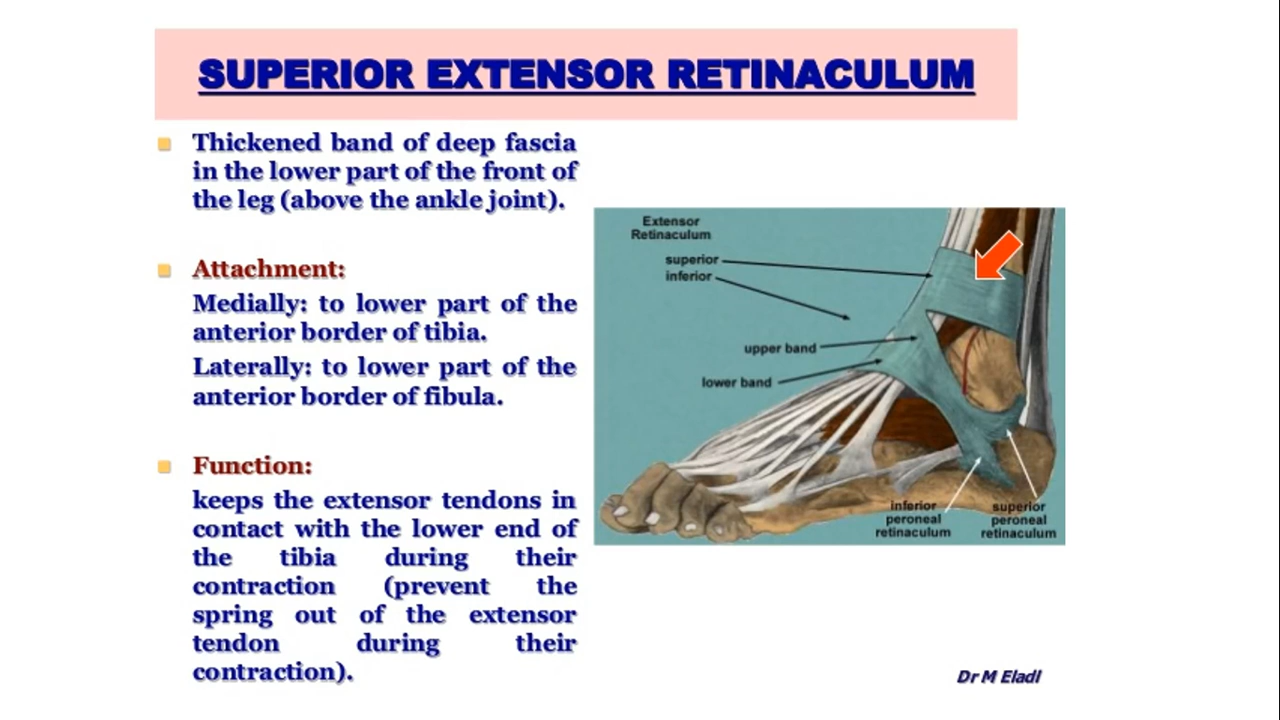 SUPERIOR EXTENSOR RETINACULUM
Thickened band of deep fascia
in the lower part of the front of
the leg (above the ankle joint).
Attachment:
Medially: to lower part of the
anterior border of tibia.
Laterally: to lower part of the
anterior border of fibula.
Function:
keeps the extensor tendons in
contact with the lower end of
the tibia during their
contraction (prevent the
spring out of the extensor
tendon during their
contraction).
Extensor
Retinaculum
superior
inferior
upper band
lower band
inferior
peroneal
retinaculum
superior
peroneal
retinaculum
Dr M Eladl